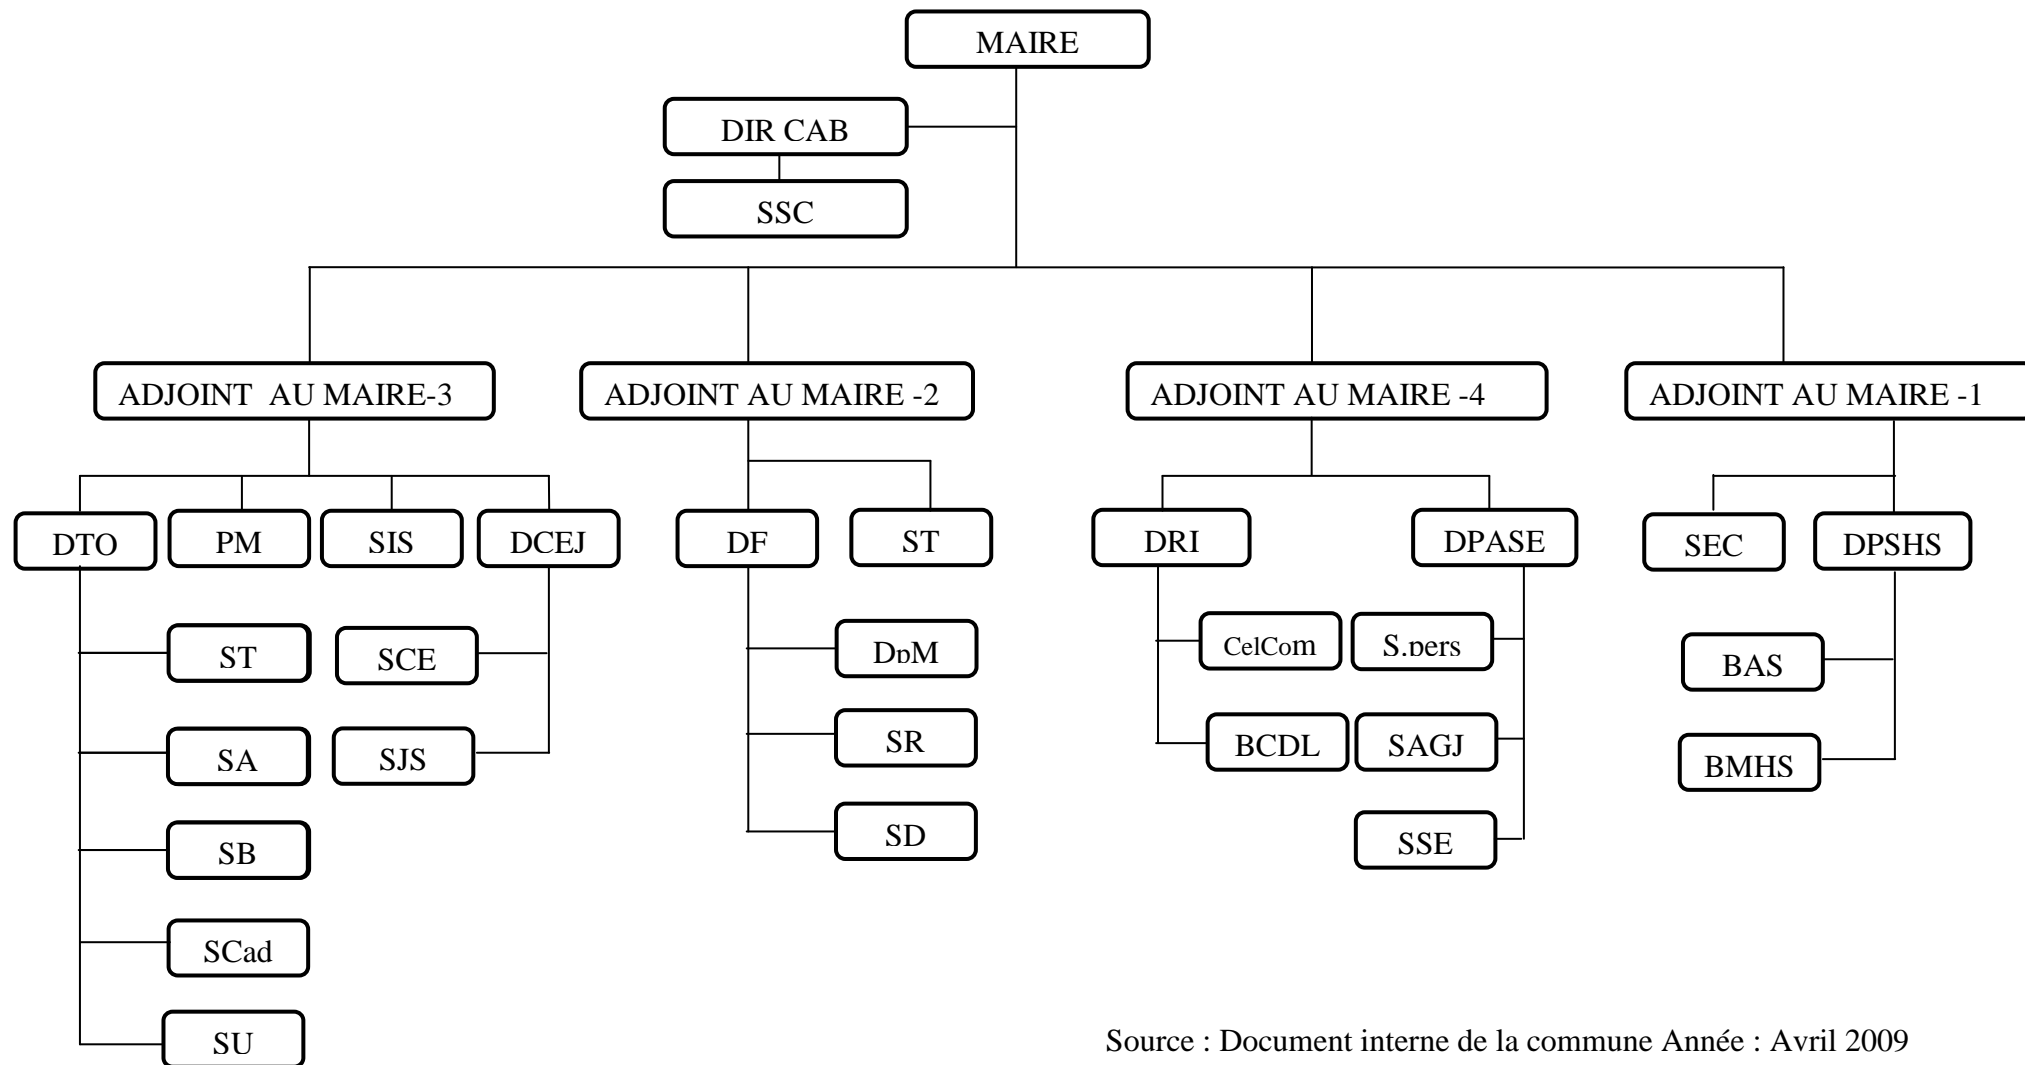 MAIRE
DIR CAB
SSC
ADJOINT AU MAIRE-3
ADJOINT AU MAIRE -2
ADJOINT AU MAIRE -4
ADJOINT AU MAIRE -1
DTO
PM
SIS
DCEJ
DF
ST
DRI
DPASE
SEC
DPSHS
ST
SCE
DpM
CelCom
S.pers
BAS
SA
SJS
SR
BCDL
SAGJ
BMHS
SB
SD
SSE
SCad
SU
Source : Document interne de la commune Année : Avril 2009